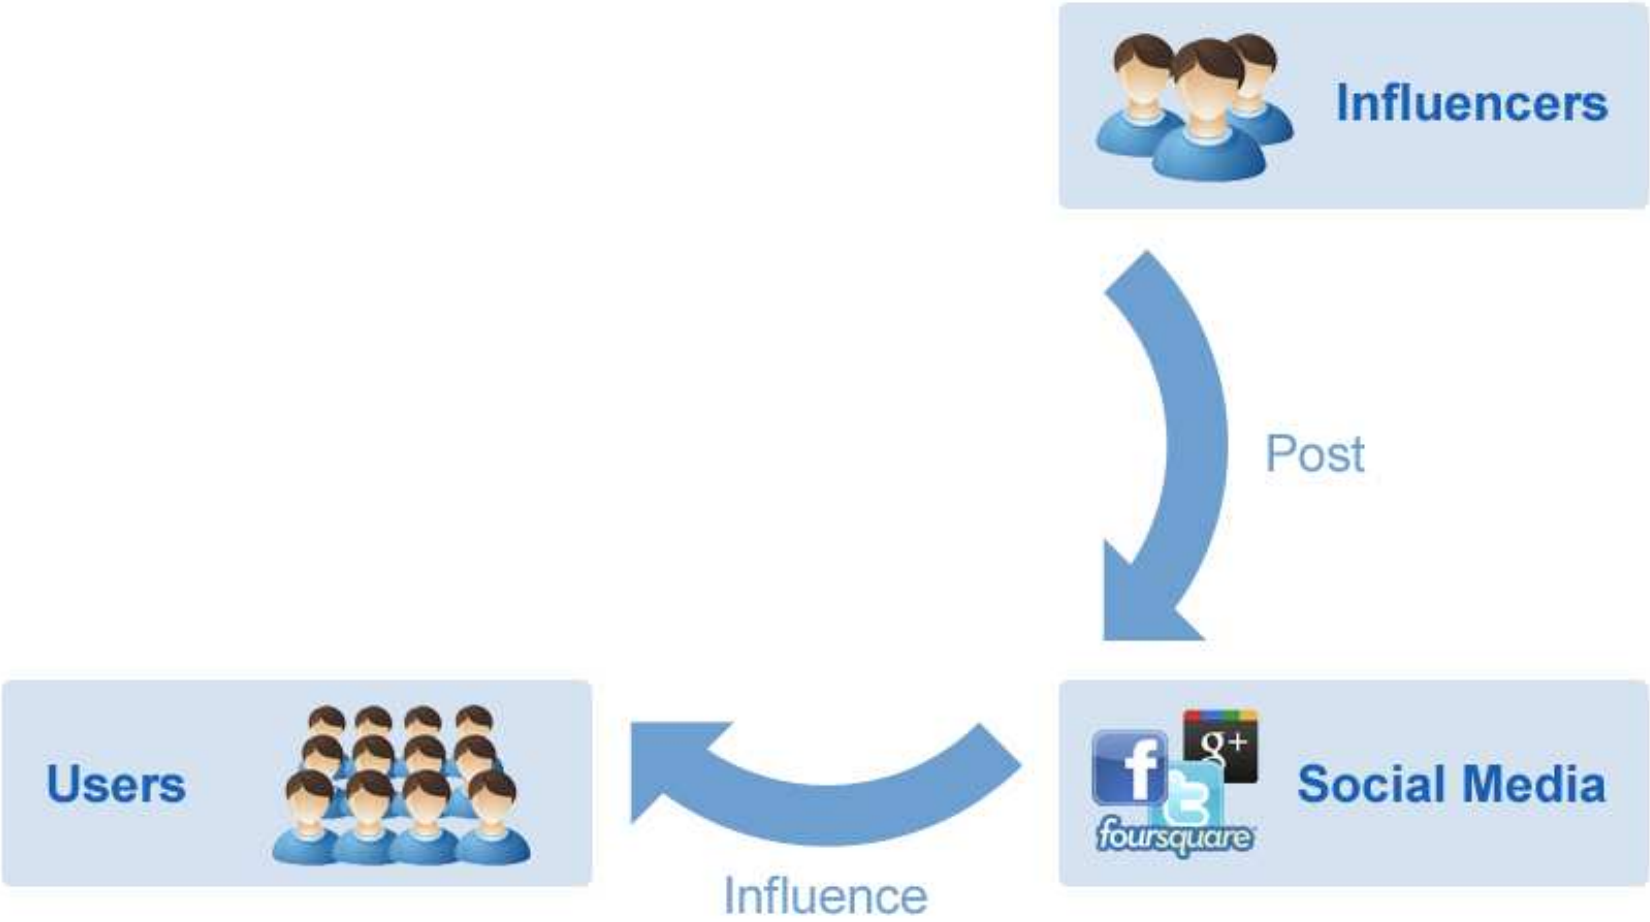 Influencers
Post
g+
f
t
foursquare
Social Media
Users
Influence